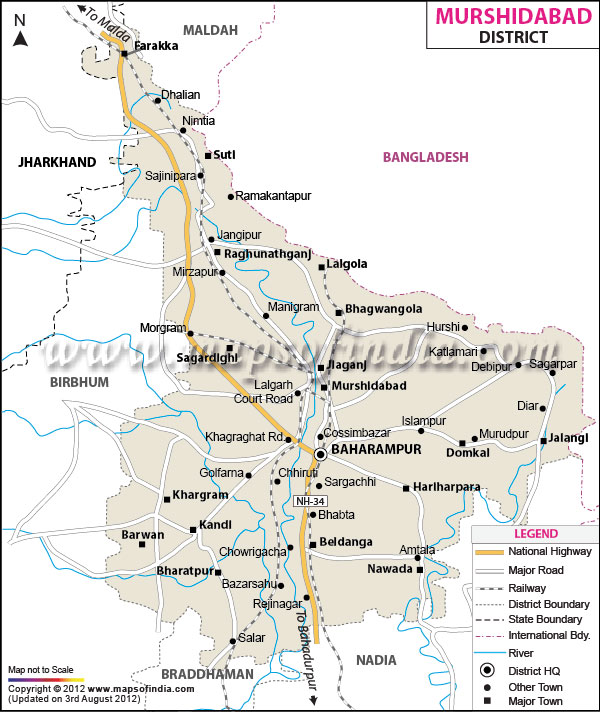 MURSHIDABAD
DISTRICT
N
To Malda
MALDAH
Farakka
Dhalian
Nimtia
JHARKHAND
Suti
BANGLADESH
Sajinipara
Ramakantapur
Jangipur
Raghunathganj
Lalgola
Mirzapur
Manigram
Bhagwangola
Morgram
Hurshi
www.mapsofindia.com
Sagardighi
Katlamari
BIRBHUM
Jiaganj
Debipur
Sagarpar
Lalgarh
Court Road
Murshidabad
Diar
Khagraghat Rd.
Cossimbazar
Islampur
Murudpur
Jalangi
BAHARAMPUR
Domkal
Golfarna
Chhiruti
Sargachhi
Hariharpara
Khargram
NH-34
Bhabta
Kandi
Barwan
Chowrigacha
Beldanga
Amtala
Nawada
Bharatpur
Bazarsahu
Rejinagar
To Bahadurpur
Salar
BRADDHAMAN
NADIA
LEGEND
National Highway
Major Road
Railway
District Boundary
State Boundary
International Bdy.
River
District HQ
Other Town
Major Town
Map not to Scale
Copyright © 2012 www.mapsofindia.com
(Updated on 3rd August 2012)